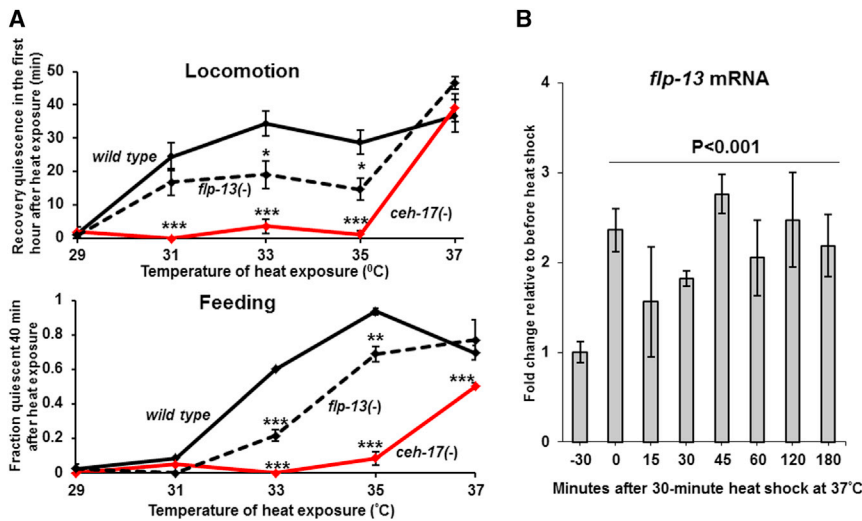 A
Locomotion
Recovery quiescence in the first
hour after heat exposure (min)
50
40
30
20
10
0
wild type
flp-13(-)
ceh-17(-)
*
*
***
***
***
29
31
33
35
37
Temperature of heat exposure (⁰C)
Feeding
Fraction quiescent 40 min
after heat exposure
1
0.8
0.6
0.4
0.2
0
wild type
flp-13(-)
ceh-17(-)
**
***
***
***
***
29
31
33
35
37
Temperature of heat exposure (°C)
B
flp-13 mRNA
P<0.001
Fold change relative to before heat shock
4
3
2
1
0
-30
0
15
30
45
60
120
180
Minutes after 30-minute heat shock at 37°C